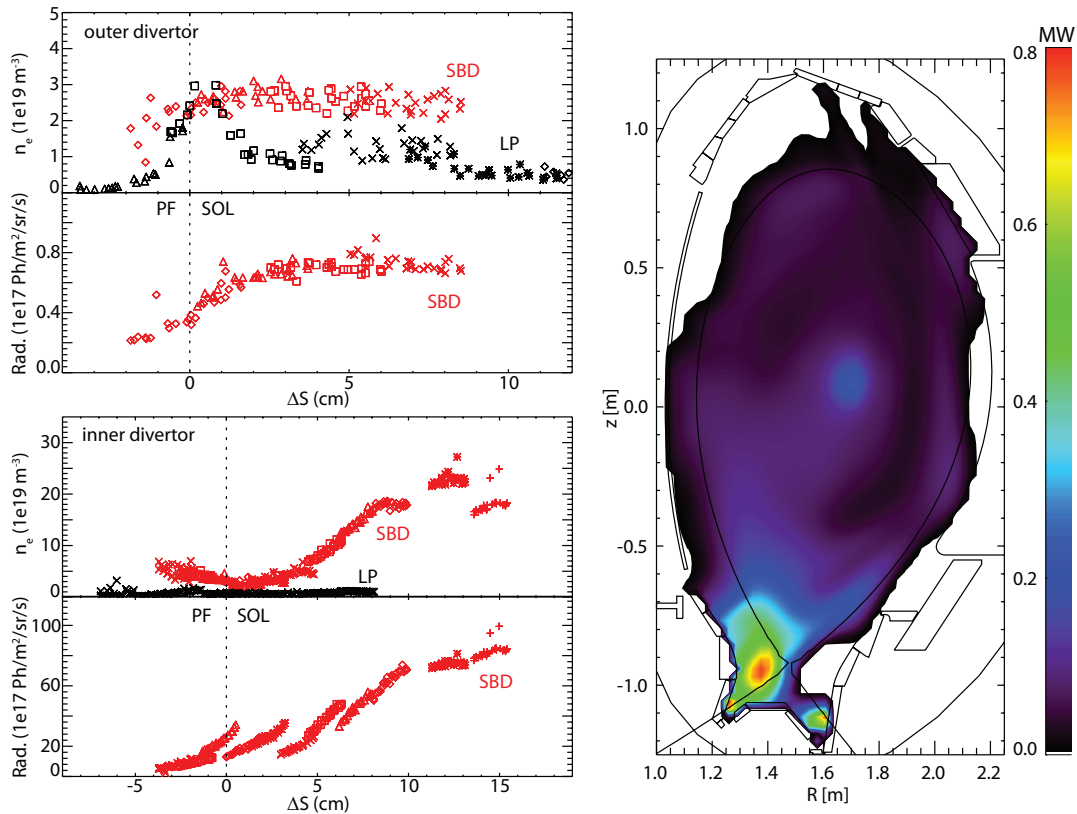 outer divertor
SBD
LP
n_e (1e19 m⁻³)
5
4
3
2
1
0
PF SOL
SBD
Rad. (1e17 Ph/m²/sr/s)
0.8
0.4
0.0
0 5 10
ΔS (cm)
inner divertor
SBD
LP
n_e (1e19 m⁻³)
30
20
10
0
PF SOL
SBD
Rad. (1e17 Ph/m²/sr/s)
100
60
20
0
-5 0 5 10 15
ΔS (cm)
MW
0.8
0.6
0.4
0.2
0.0
z [m]
1.0
0.5
0.0
-0.5
-1.0
1.0 1.2 1.4 1.6 1.8 2.0 2.2
R [m]